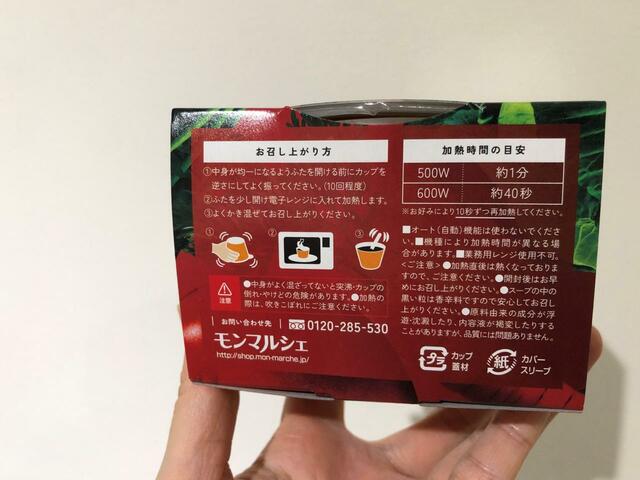 お召し上がり方
①中身が均一になるようふたを開ける前にカップを
逆さにしてよく振ってください。(10回程度)
②ふたを少し開け電子レンジに入れて加熱します。
③よくかき混ぜてお召し上がりください。
① ② ③
注意
●中身がよく混ざってないと突沸・カップの
倒れ・やけどの危険があります。●加熱の
際は、吹きこぼれにご注意ください。
お問い合わせ先 0120-285-530
モンマルシェ
http://shop.mon-marche.jp/
加熱時間の目安
500W 約1分
600W 約40秒
※お好みにより10秒ずつ再加熱してください。
■オート(自動)機能は使わないでくださ
い。■機種により加熱時間が異なる場
合があります。■業務用レンジ使用不可。
<ご注意> ●加熱直後は熱くなっており
ますので、ご注意ください。●開封後はお早
めにお召し上がりください。●スープの中の
黒い粒は香辛料ですので安心してお召し
上がりください。●原料由来の成分が浮
遊・沈澱したり、内容液が褐変したりする
ことがありますが、品質には問題ありません。
プラ カップ 蓋材
紙 カバー スリーブ